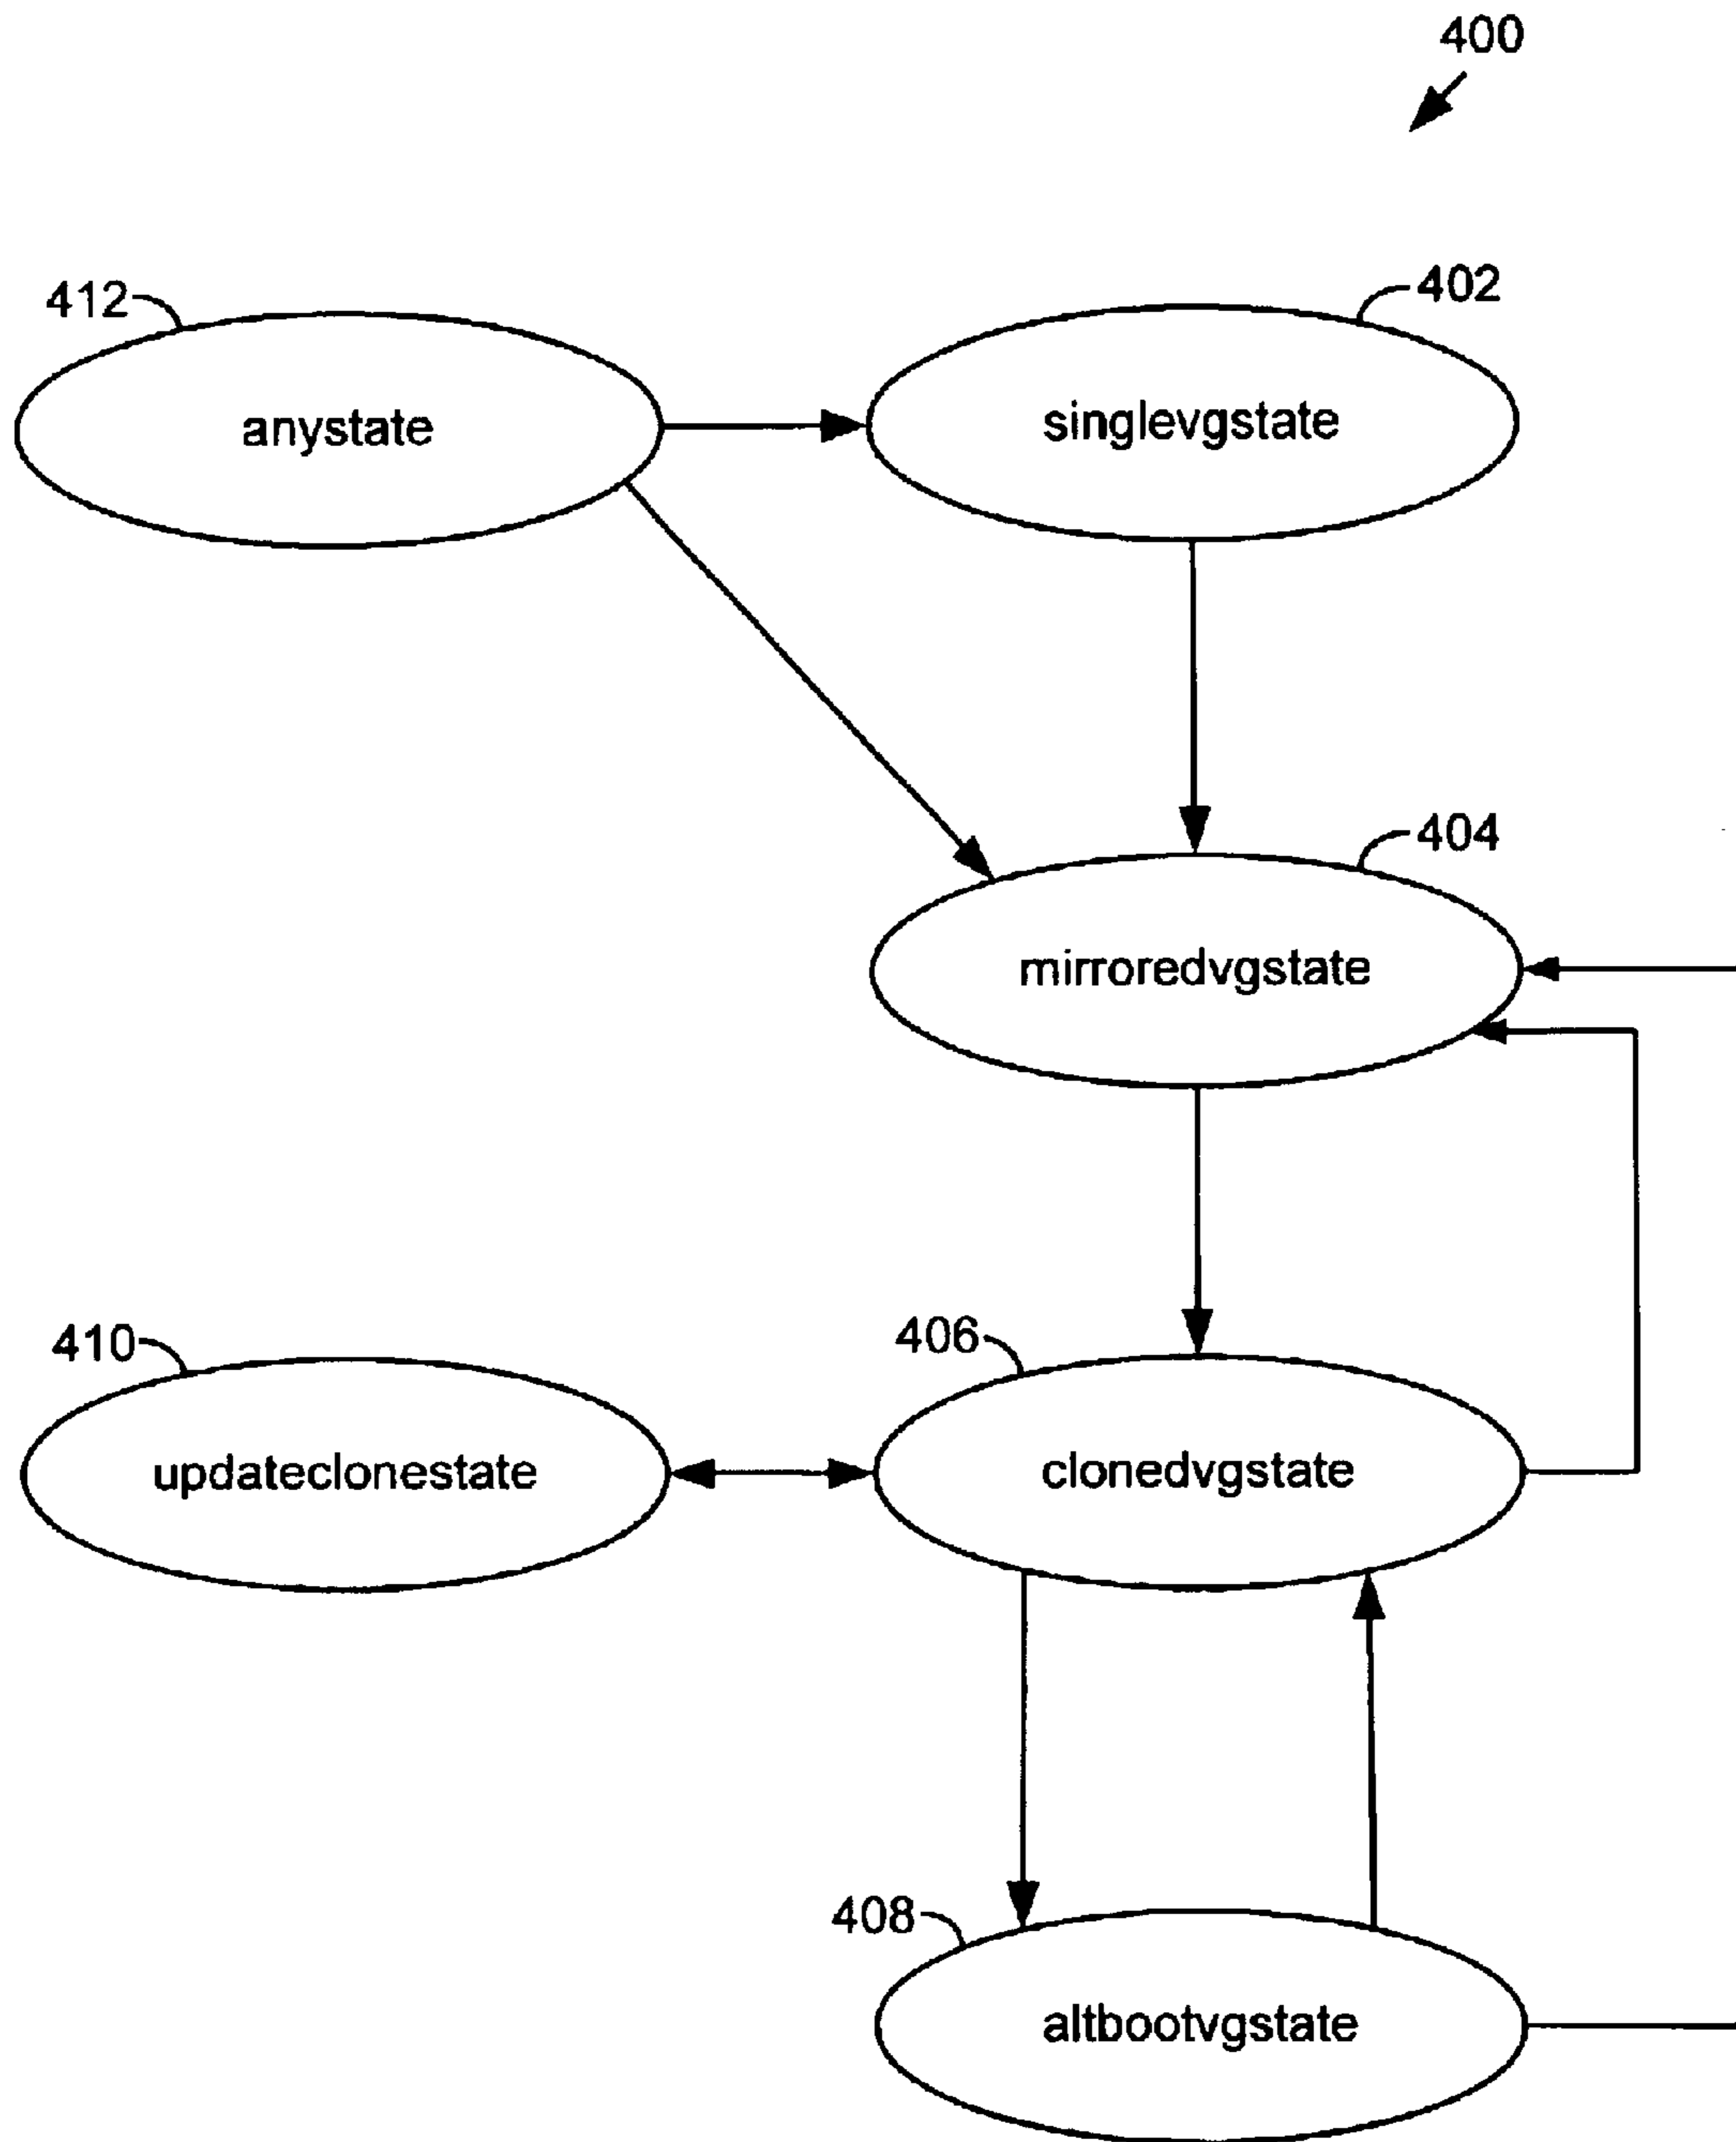 400
412
402
anystate
singlevgstate
404
mirroredvgstate
410
406
updateclonestate
clonedvgstate
408
altbootvgstate